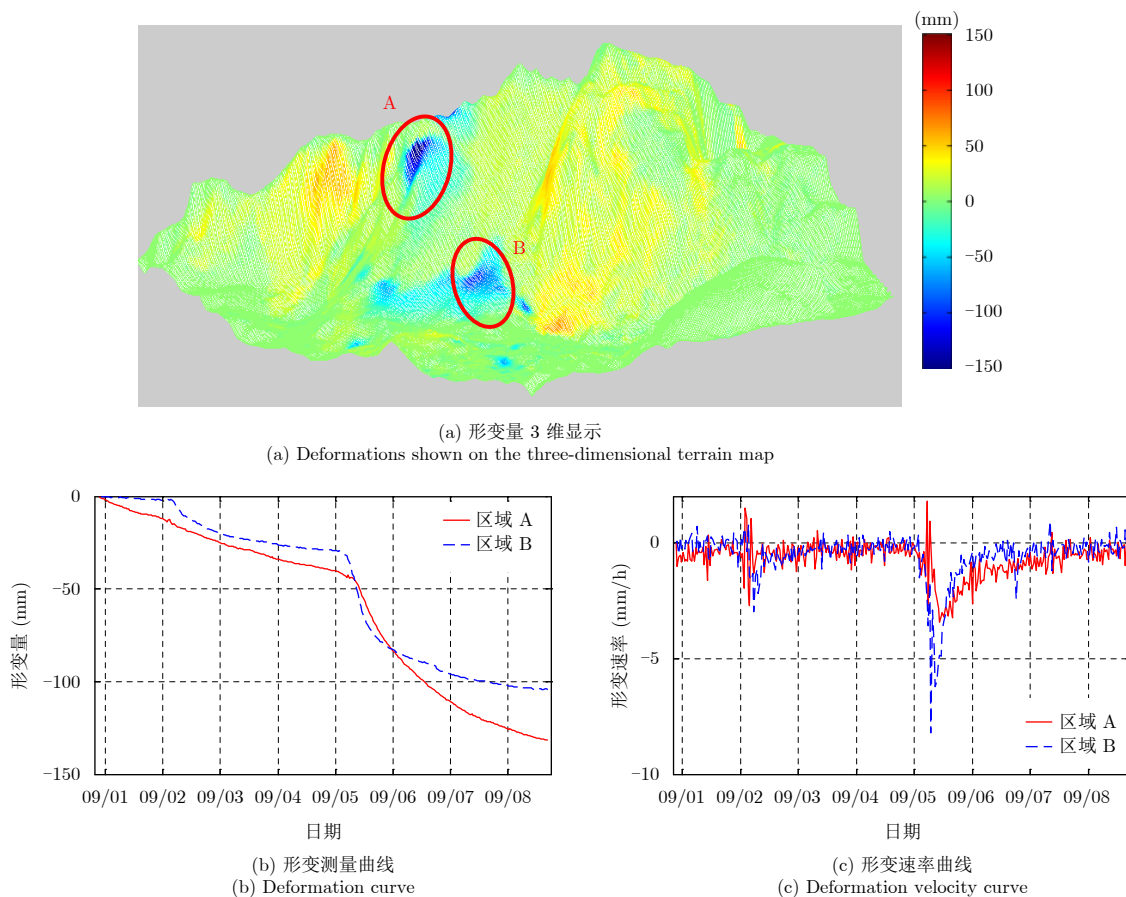 (mm)
150
100
50
0
−50
−100
−150
A
B
(a) 形变量 3 维显示
(a) Deformations shown on the three-dimensional terrain map
0
−50
−100
−150
形变量 (mm)
区域 A
区域 B
09/01 09/02 09/03 09/04 09/05 09/06 09/07 09/08
日期
(b) 形变测量曲线
(b) Deformation curve
0
−5
−10
形变速率 (mm/h)
区域 A
区域 B
09/01 09/02 09/03 09/04 09/05 09/06 09/07 09/08
日期
(c) 形变速率曲线
(c) Deformation velocity curve